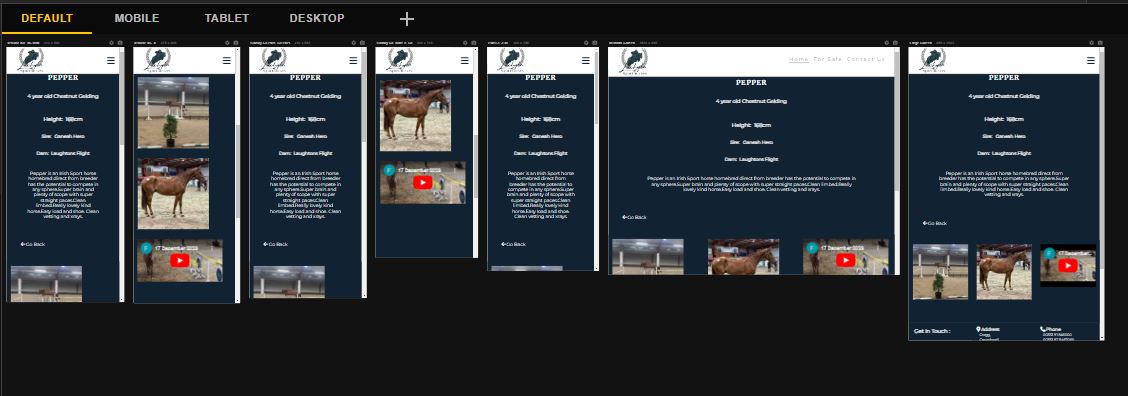 DEFAULT
MOBILE
TABLET
DESKTOP
PEPPER
4 year old Chestnut Gelding
Height: 168cm
Sire: Ganesh Hero
Dam: Laughtons Flight
Pepper is an Irish Sport horse
homebred direct from breeder
has the potential to compete in
any sphere.Super brain and
plenty of scope with super
straight paces.Clean
limbed.Really lovely kind
horse.Easy load and shoe. Clean
vetting and xrays.
Go Back
F 17 December 2023
PEPPER
4 year old Chestnut Gelding
Height: 168cm
Sire: Ganesh Hero
Dam: Laughtons Flight
Pepper is an Irish Sport horse
homebred direct from breeder
has the potential to compete in
any sphere.Super brain and
plenty of scope with super
straight paces.Clean
limbed.Really lovely kind
horse.Easy load and shoe. Clean
vetting and xrays.
Go Back
17 December 2023
PEPPER
4 year old Chestnut Gelding
Height: 168cm
Sire: Ganesh Hero
Dam: Laughtons Flight
Pepper is an Irish Sport horse
homebred direct from
breeder has the potential to
compete in any sphere.Super
brain and plenty of scope with
super straight paces.Clean
limbed.Really lovely kind
horse.Easy load and shoe. Clean
vetting and xrays.
Go Back
Home For Sale Contact Us
PEPPER
4 year old Chestnut Gelding
Height: 168cm
Sire: Ganesh Hero
Dam: Laughtons Flight
Pepper is an Irish Sport horse homebred direct from breeder has the potential to compete in
any sphere.Super brain and plenty of scope with super straight paces.Clean limbed.Really
lovely kind horse.Easy load and shoe. Clean vetting and xrays.
Go Back
F 17 December 2023
PEPPER
4 year old Chestnut Gelding
Height: 168cm
Sire: Ganesh Hero
Dam: Laughtons Flight
Pepper is an Irish Sport horse homebred direct from
breeder has the potential to compete in any sphere.Super
brain and plenty of scope with super straight paces.Clean
limbed.Really lovely kind horse.Easy load and shoe. Clean
vetting and xrays.
Go Back
F 17 December...
Get In Touch :
Address
Phone